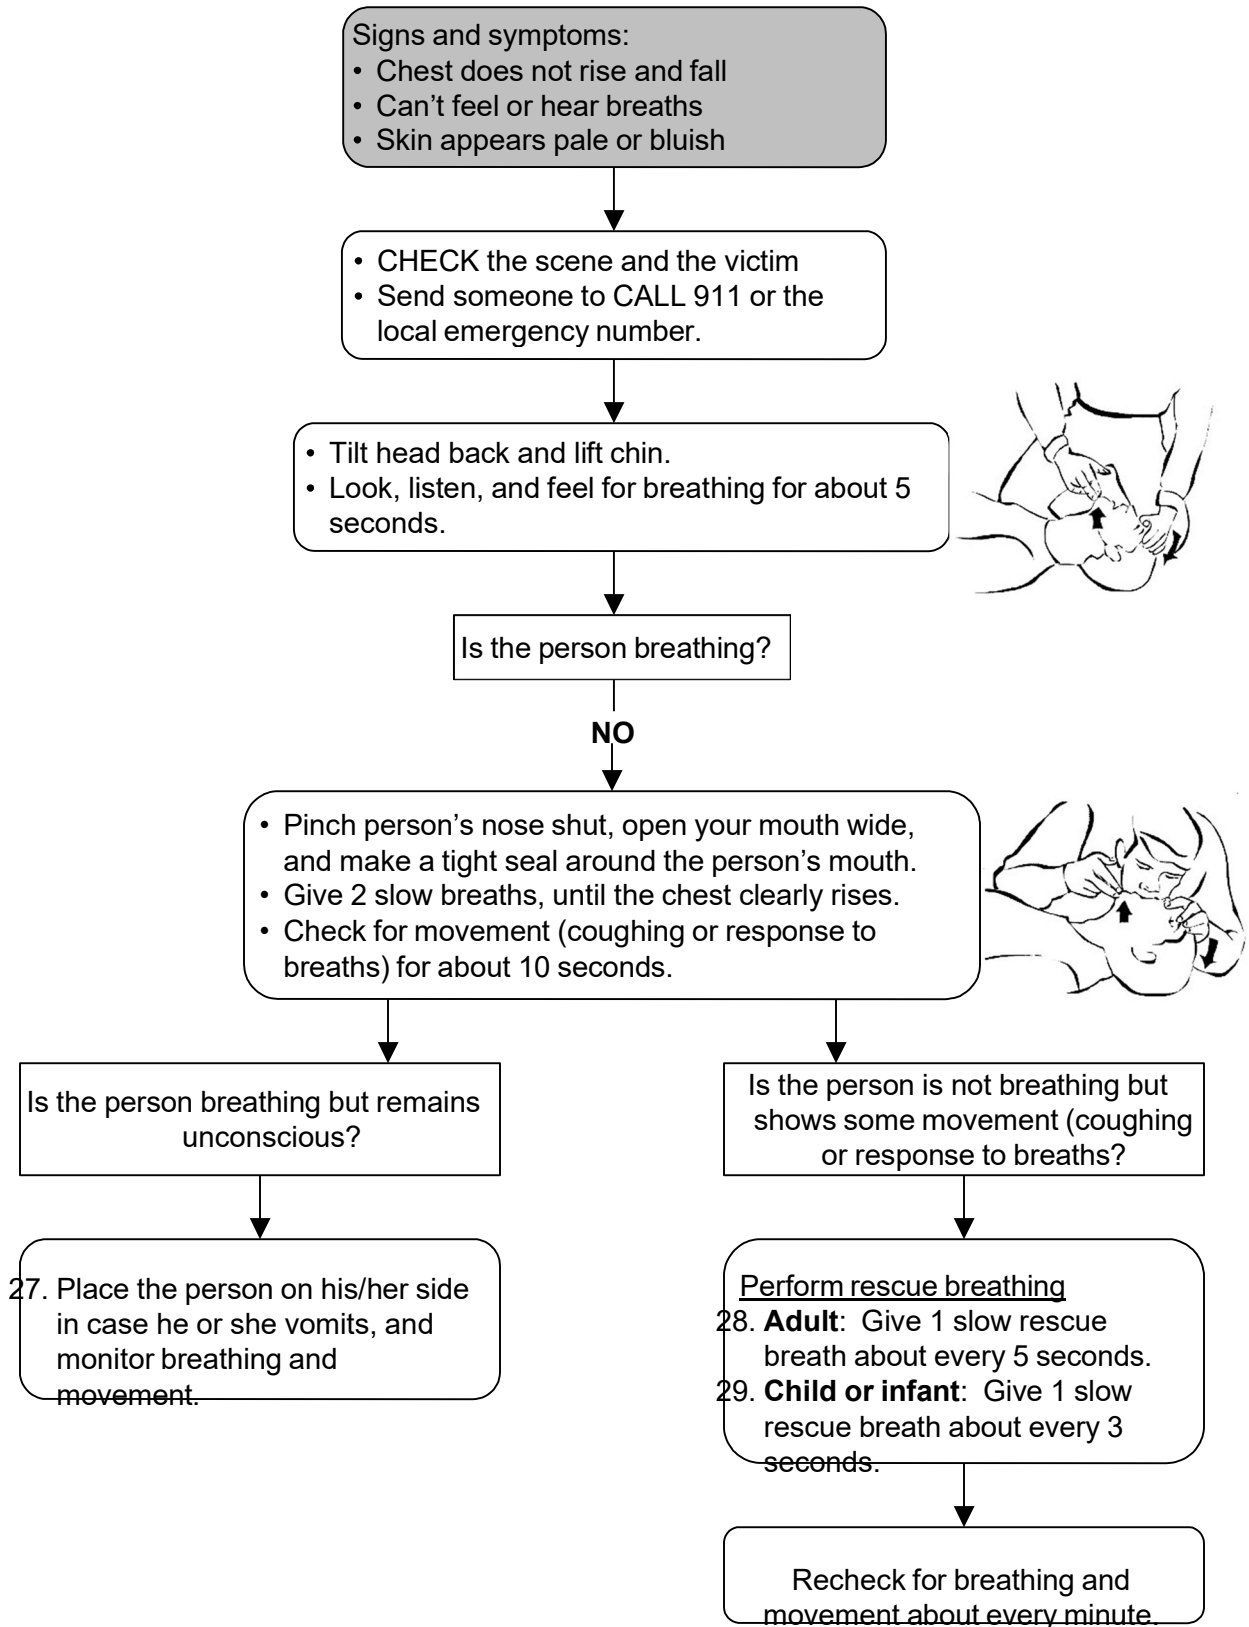 Signs and symptoms:
• Chest does not rise and fall
• Can’t feel or hear breaths
• Skin appears pale or bluish
• CHECK the scene and the victim
• Send someone to CALL 911 or the
local emergency number.
• Tilt head back and lift chin.
• Look, listen, and feel for breathing for about 5
seconds.
Is the person breathing?
NO
• Pinch person’s nose shut, open your mouth wide,
and make a tight seal around the person’s mouth.
• Give 2 slow breaths, until the chest clearly rises.
• Check for movement (coughing or response to
breaths) for about 10 seconds.
Is the person breathing but remains
unconscious?
27. Place the person on his/her side
in case he or she vomits, and
monitor breathing and
movement.
Is the person is not breathing but
shows some movement (coughing
or response to breaths?
Perform rescue breathing
28. Adult:  Give 1 slow rescue
breath about every 5 seconds.
29. Child or infant:  Give 1 slow
rescue breath about every 3
seconds.
Recheck for breathing and
movement about every minute.